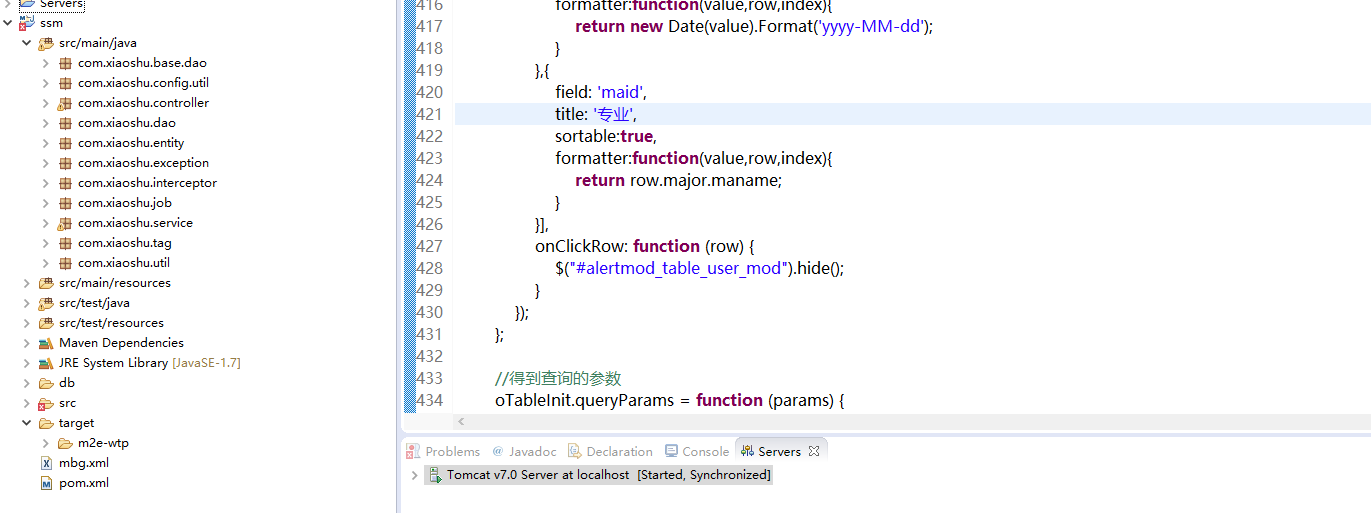 Servers
ssm
src/main/java
com.xiaoshu.base.dao
com.xiaoshu.config.util
com.xiaoshu.controller
com.xiaoshu.dao
com.xiaoshu.entity
com.xiaoshu.exception
com.xiaoshu.interceptor
com.xiaoshu.job
com.xiaoshu.service
com.xiaoshu.tag
com.xiaoshu.util
src/main/resources
src/test/java
src/test/resources
Maven Dependencies
JRE System Library [JavaSE-1.7]
db
src
target
m2e-wtp
mbg.xml
pom.xml
416 formatter:function(value,row,index){
417 return new Date(value).Format('yyyy-MM-dd');
418 }
419 },{
420 field: 'maid',
421 title: '专业',
422 sortable:true,
423 formatter:function(value,row,index){
424 return row.major.maname;
425 }
426 }],
427 onClickRow: function (row) {
428 $("#alertmod_table_user_mod").hide();
429 }
430 });
431 };
432
433 //得到查询的参数
434 oTableInit.queryParams = function (params) {
Problems @ Javadoc Declaration Console Servers
Tomcat v7.0 Server at localhost [Started, Synchronized]